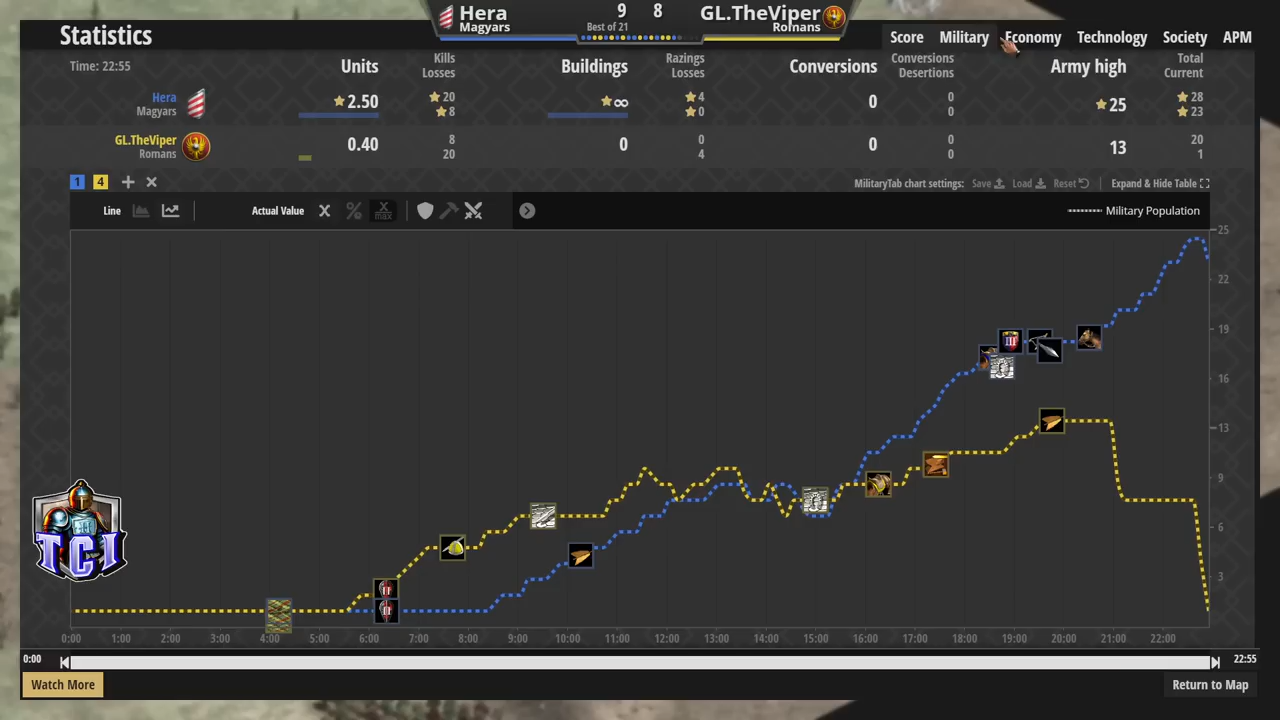 Hera
Magyars
9 8
Best of 21
GL.TheViper
Romans
Statistics
Score Military Economy Technology Society APM
Time: 22:55
Units
Kills
Losses
Buildings
Razings
Losses
Conversions
Conversions
Desertions
Army high
Total
Current
Hera
Magyars
2.50
20
8
∞
4
0
0
0
0
25
28
23
GL.TheViper
Romans
0.40
8
20
0
0
4
0
0
0
13
20
1
1 4
MilitaryTab chart settings: Save Load Reset Expand & Hide Table
Line Actual Value X % X max
Military Population
25
22
19
16
13
9
6
3
III
II
II
TCI
0:00 1:00 2:00 3:00 4:00 5:00 6:00 7:00 8:00 9:00 10:00 11:00 12:00 13:00 14:00 15:00 16:00 17:00 18:00 19:00 20:00 21:00 22:00
0:00 22:55
Watch More Return to Map